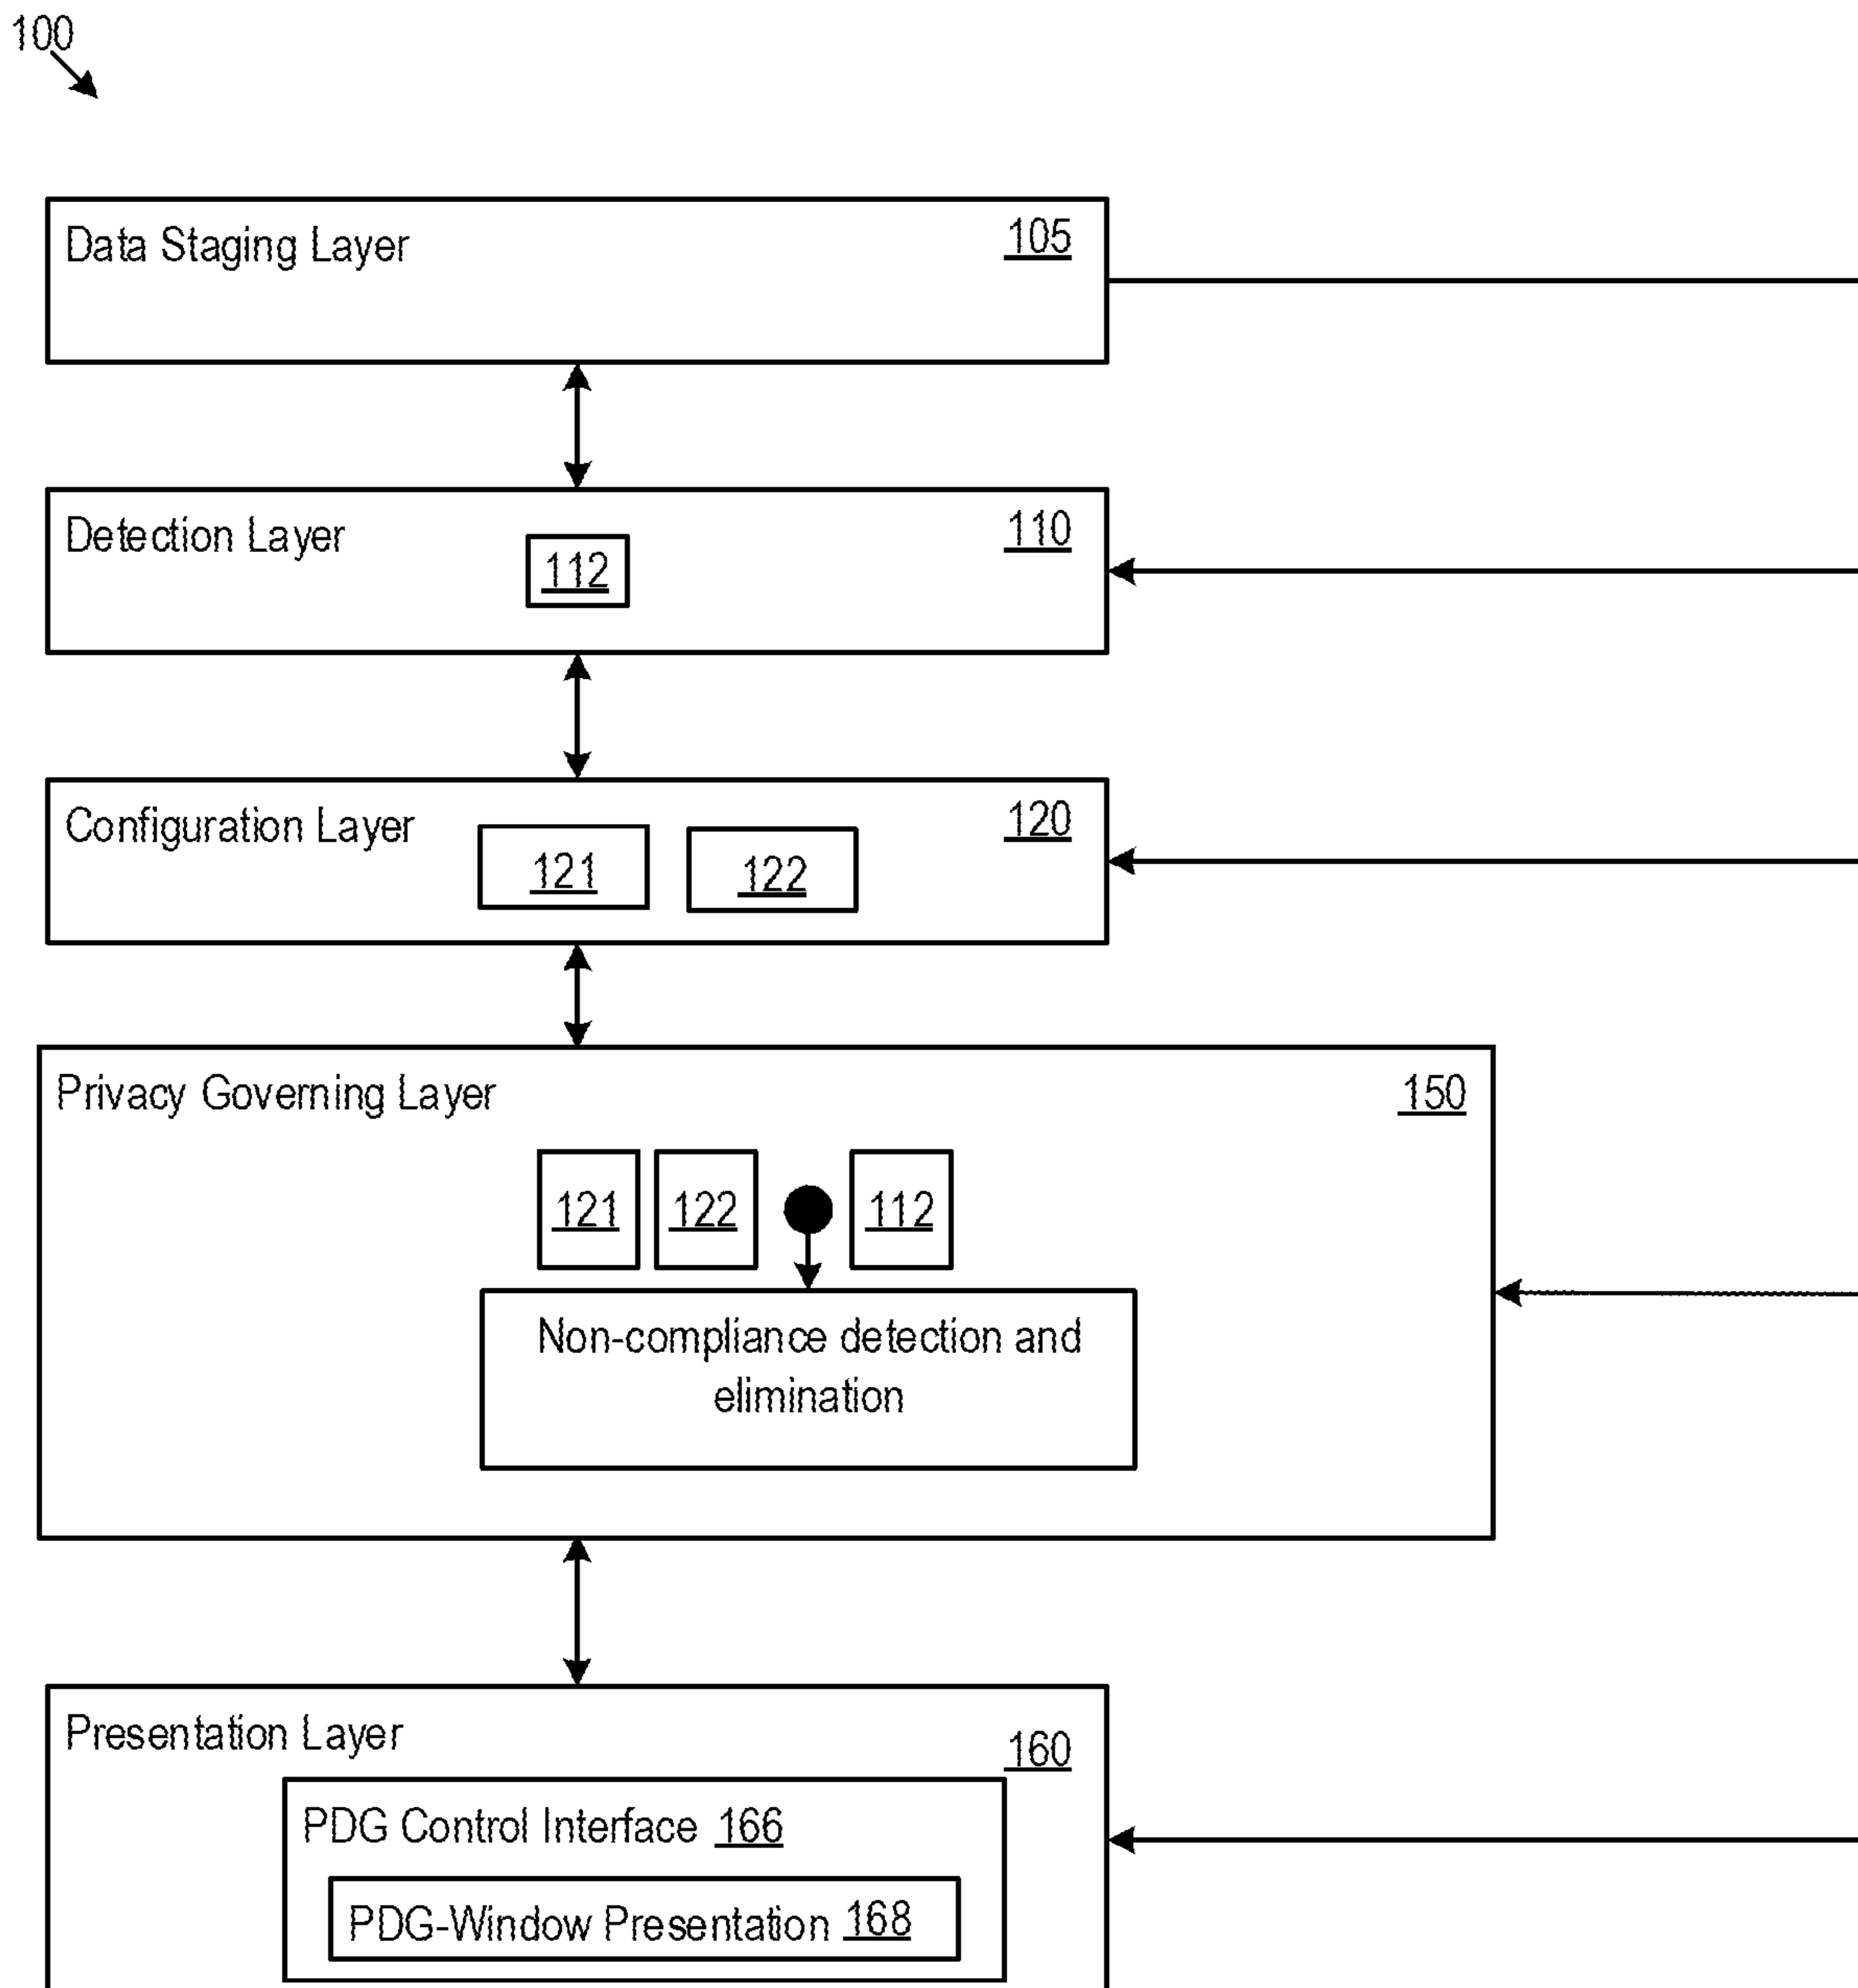 100
Data Staging Layer 105
Detection Layer 110
112
Configuration Layer 120
121 122
Privacy Governing Layer 150
121 122 112
Non-compliance detection and
elimination
Presentation Layer 160
PDG Control Interface 166
PDG-Window Presentation 168